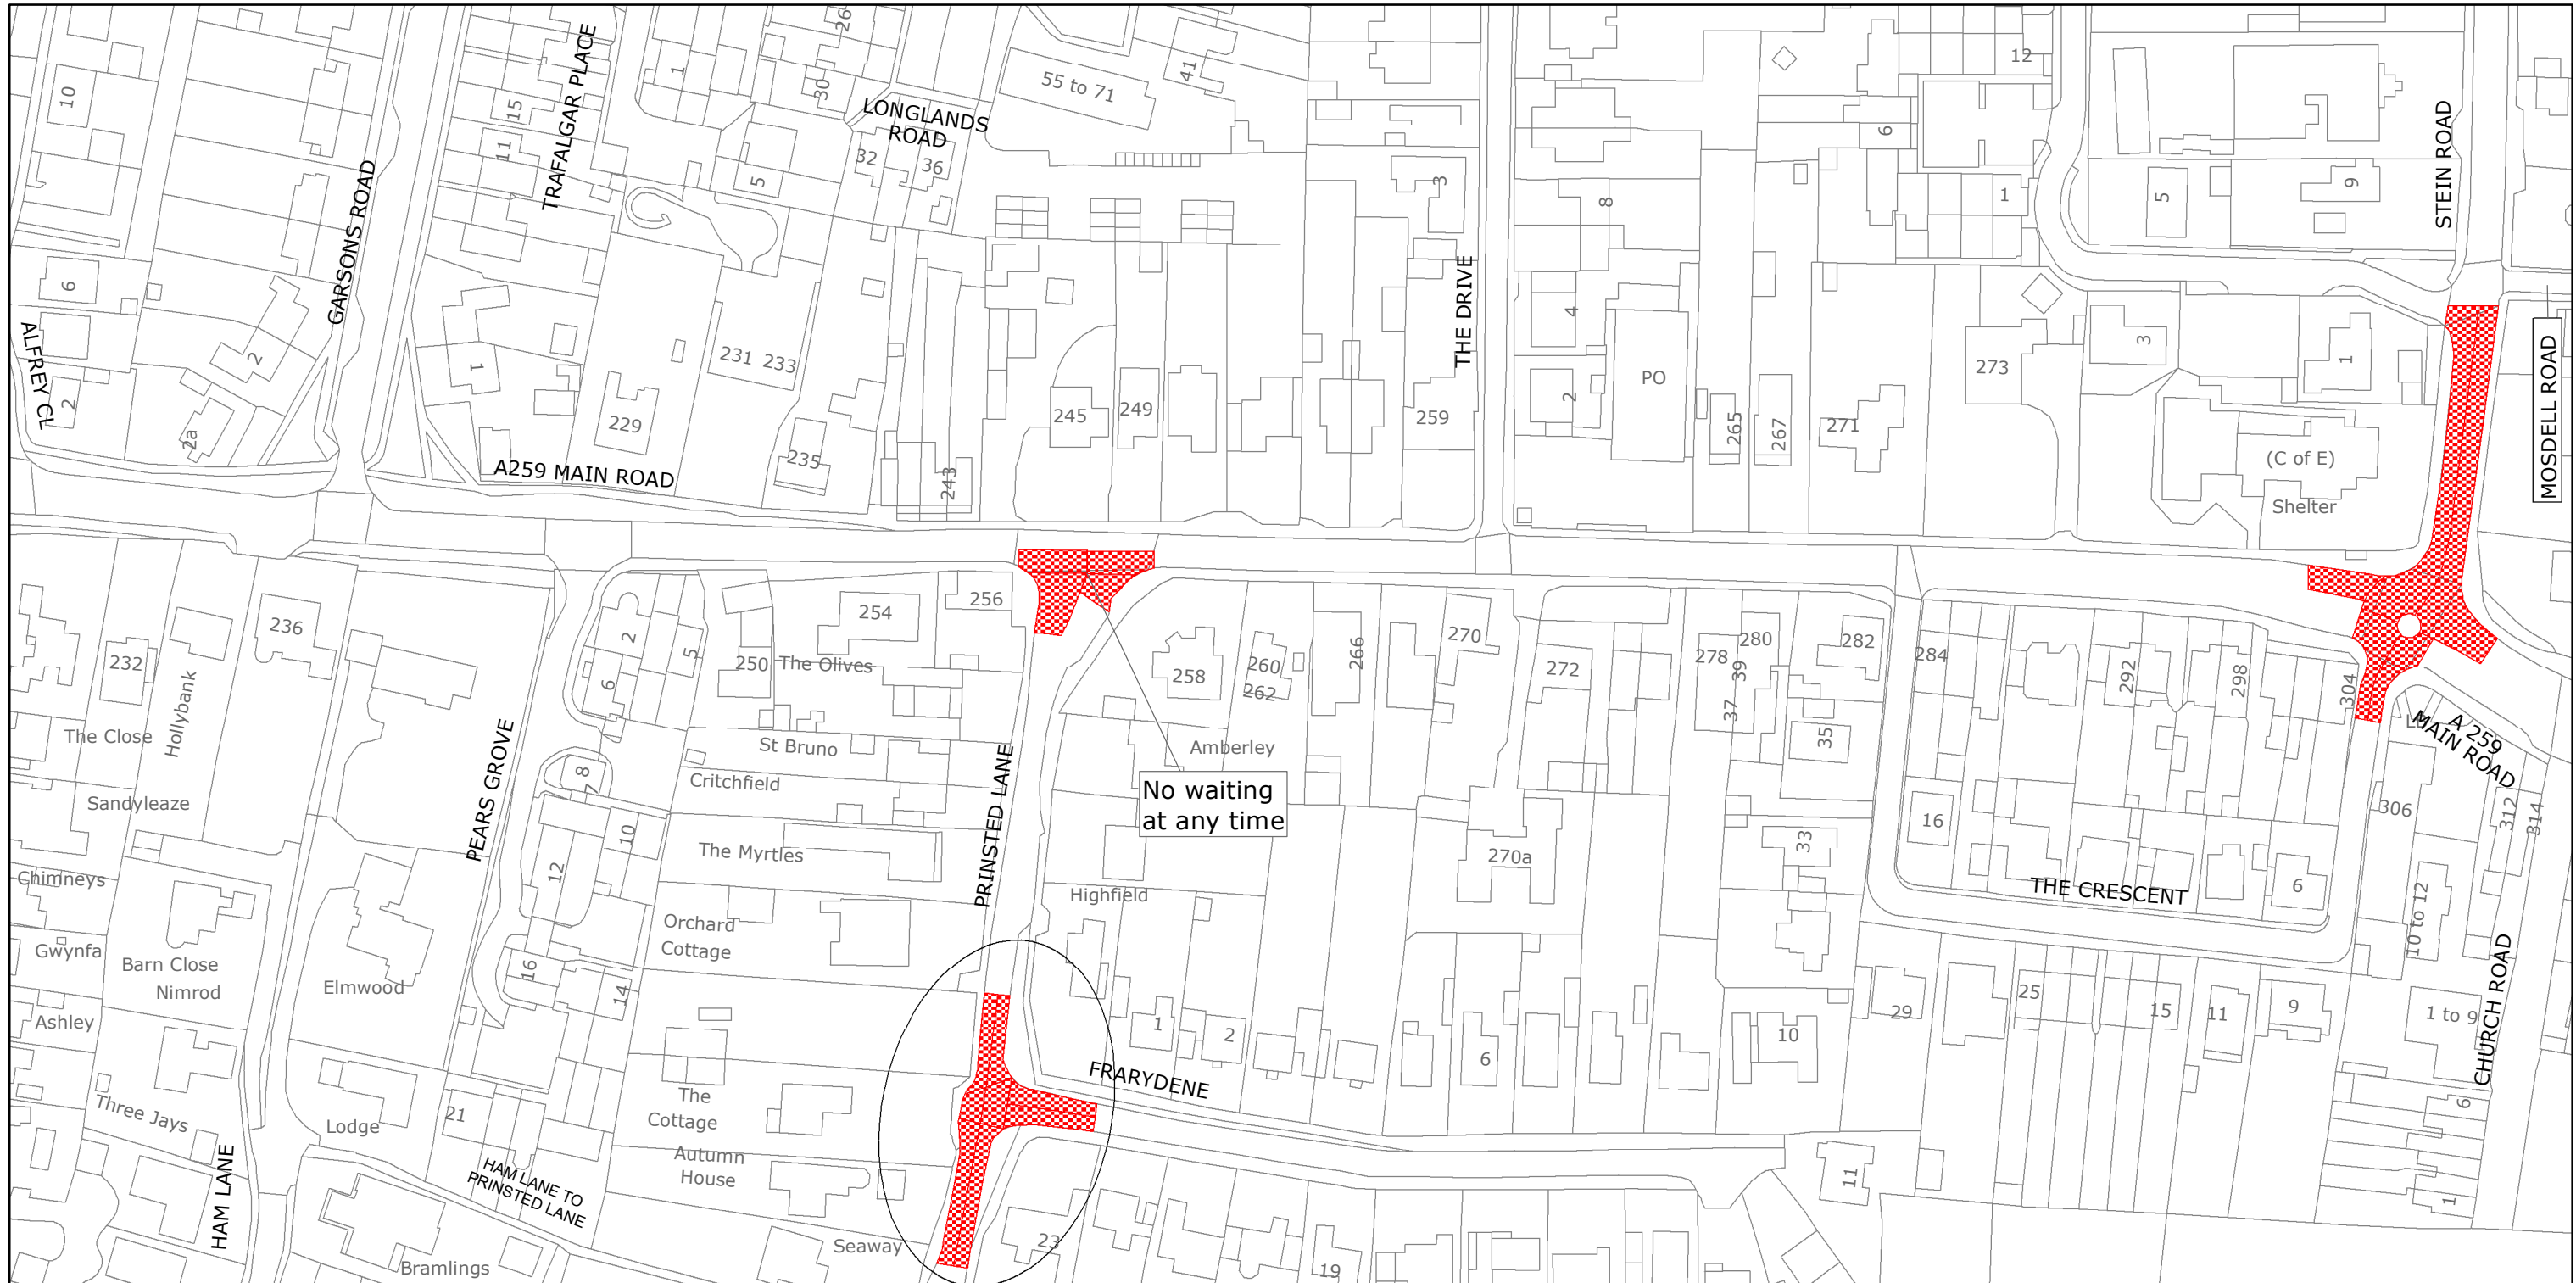 10
GARSONS ROAD
15
11
TRAFALGAR PLACE
1
26
30
5
LONGLANDS
ROAD
32
36
55 to 71
41
3
THE DRIVE
8
4
2
PO
12
6
1
5
9
STEIN ROAD
MOSDELL ROAD
6
ALFREY CL
2
2
2a
1
229
231 233
235
243
245
249
259
265
267
271
273
3
1
(C of E)
Shelter
A259 MAIN ROAD
232
Hollybank
236
The Close
Sandyleaze
Chimneys
Gwynfa
Barn Close
Nimrod
Ashley
Three Jays
HAM LANE
Elmwood
Lodge
Bramlings
PEARS GROVE
2
5
6
8
7
10
12
16
14
21
HAM LANE TO
PRINSTED LANE
250
254
256
The Olives
St Bruno
Critchfield
The Myrtles
Orchard
Cottage
The
Cottage
Autumn
House
Seaway
PRINSTED LANE
No waiting
at any time
258
260
262
266
270
272
Amberley
Highfield
270a
278
280
39
37
282
35
33
284
292
298
304
16
6
THE CRESCENT
A 259
MAIN ROAD
306
312
314
10 to 12
1 to 9
CHURCH ROAD
1
2
6
10
29
25
15
11
9
6
1
FRARYDENE
23
19
11